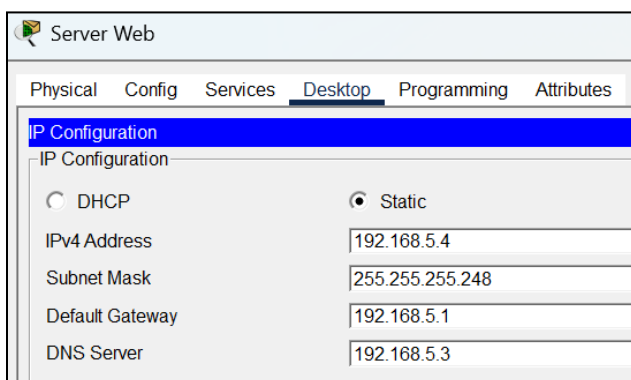 Server Web
Physical Config Services Desktop Programming Attributes
IP Configuration
IP Configuration
DHCP Static
IPv4 Address 192.168.5.4
Subnet Mask 255.255.255.248
Default Gateway 192.168.5.1
DNS Server 192.168.5.3